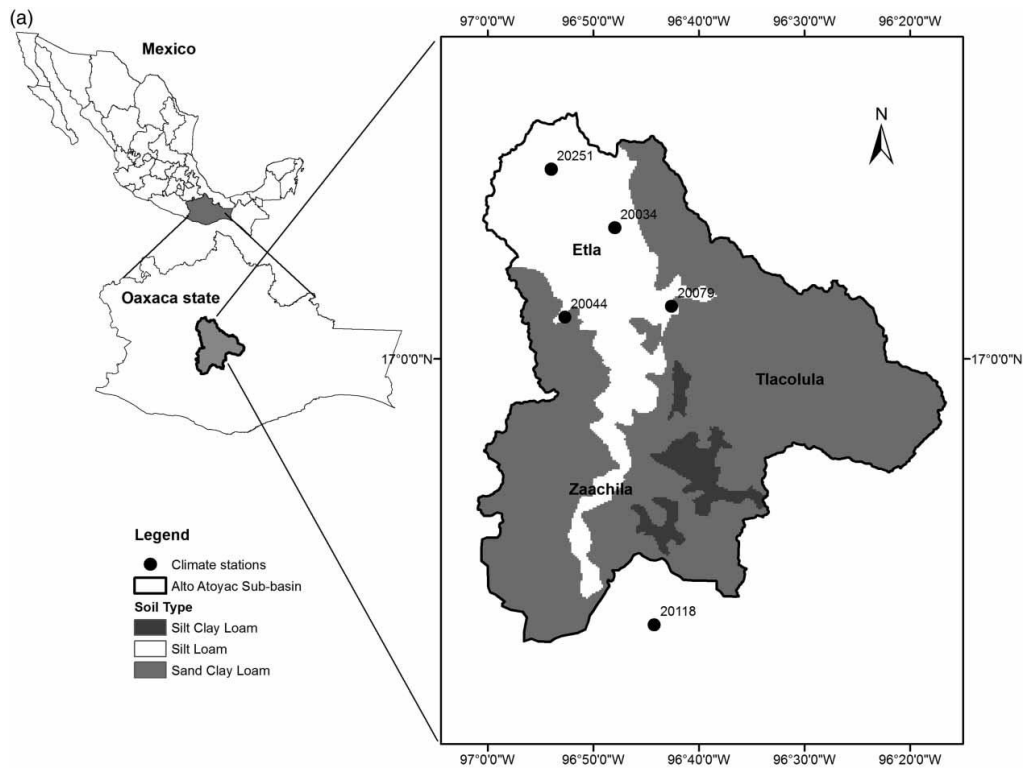 (a)
Mexico
Oaxaca state
97°0'0"W 96°50'0"W 96°40'0"W 96°30'0"W 96°20'0"W
N
20251
20034
Etla
20079
20044
17°0'0"N
17°0'0"N
Tlacolula
Zaachila
20118
Legend
Climate stations
Alto Atoyac Sub-basin
Soil Type
Silt Clay Loam
Silt Loam
Sand Clay Loam
97°0'0"W 96°50'0"W 96°40'0"W 96°30'0"W 96°20'0"W